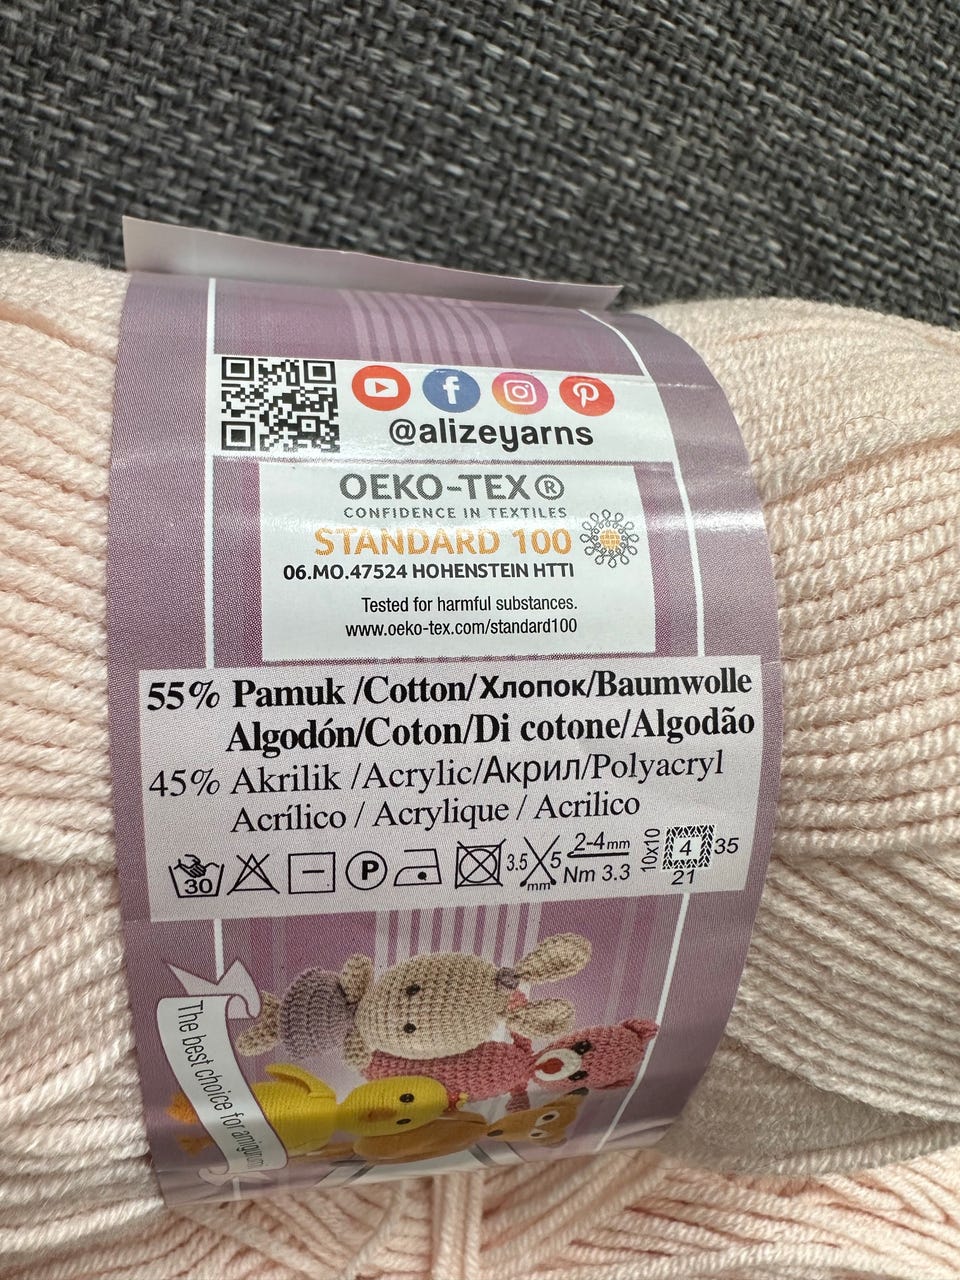 @alizeyarns
OEKO-TEX®
CONFIDENCE IN TEXTILES
STANDARD 100
06.MO.47524 HOHENSTEIN HTTI
Tested for harmful substances.
www.oeko-tex.com/standard100
55% Pamuk /Cotton/Хлопок/Baumwolle
Algodón/Coton/Di cotone/Algodão
45% Akrilik /Acrylic/Акрил/Polyacryl
Acrílico / Acrylique / Acrilico
30 P 3.5 5 mm 2-4mm Nm 3.3 10x10 4 35 21
The best choice for amigurumi